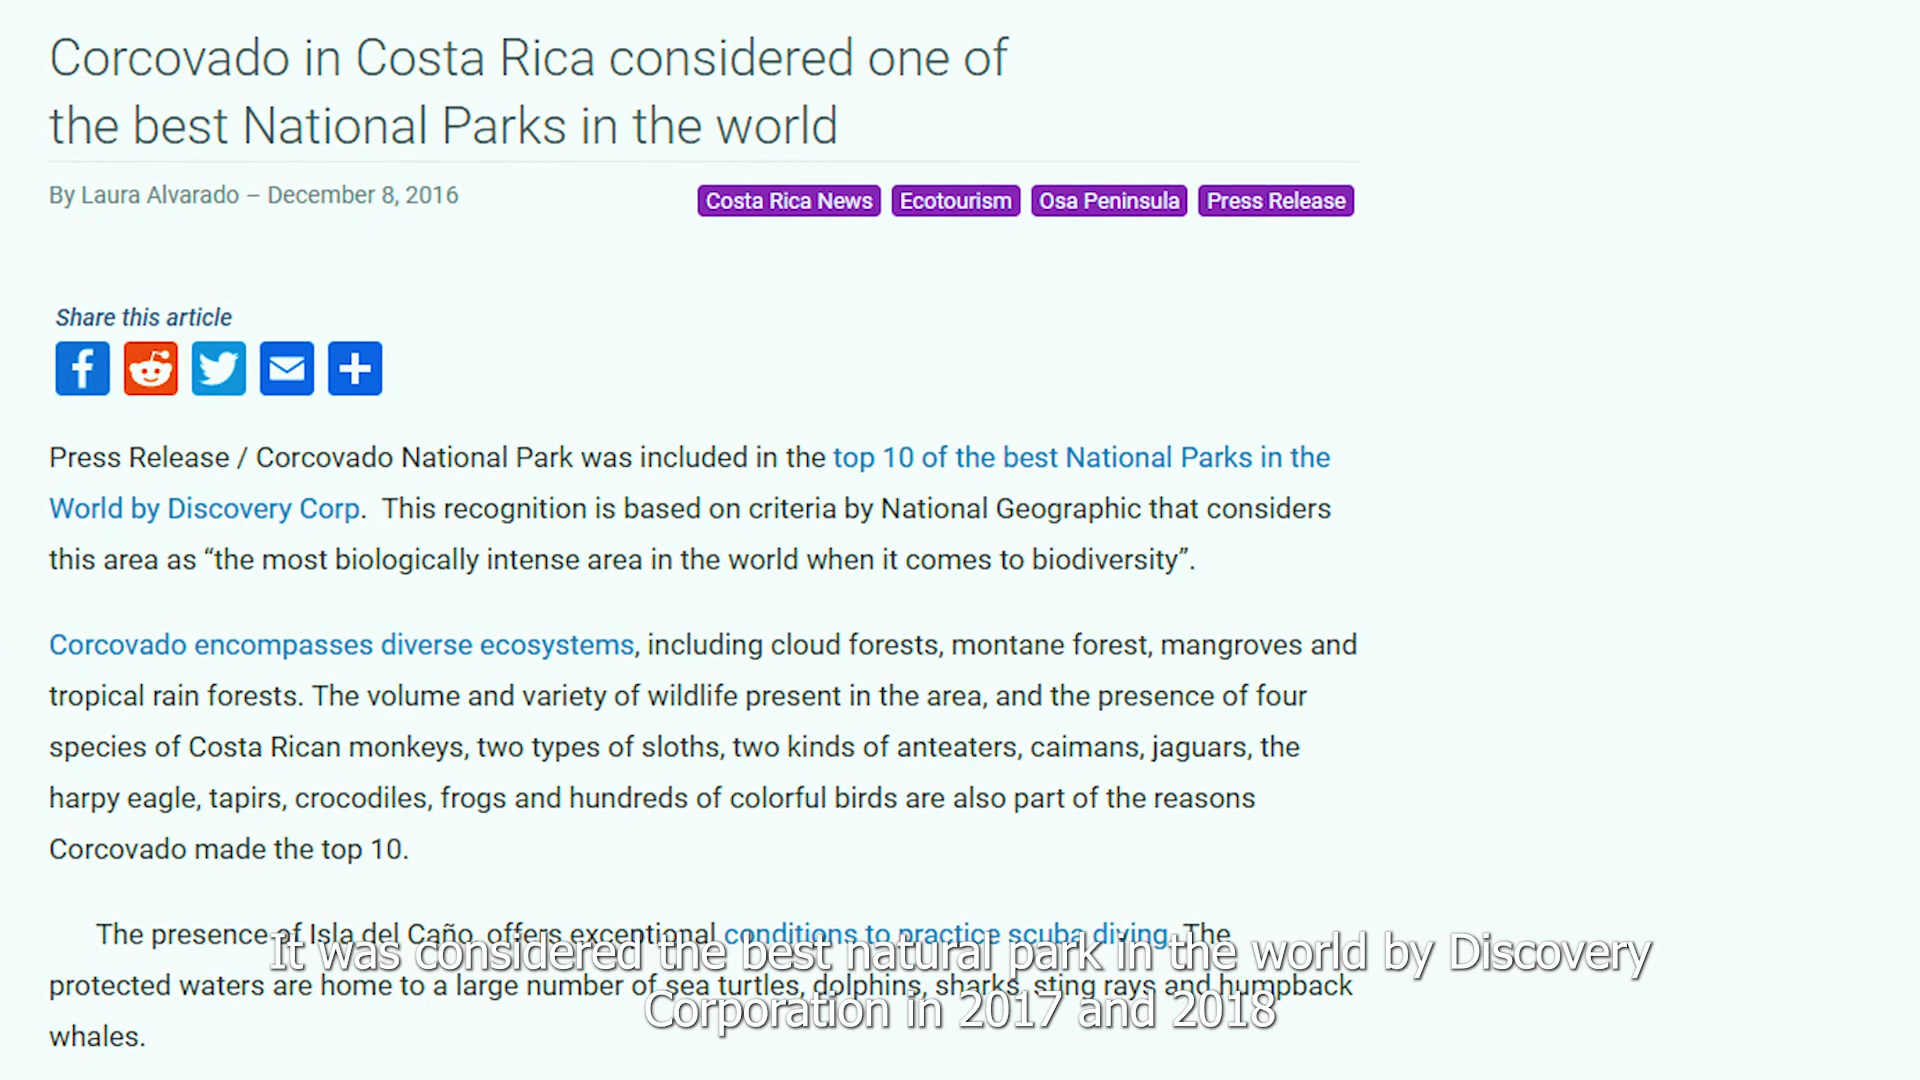 Corcovado in Costa Rica considered one of
the best National Parks in the world
By Laura Alvarado – December 8, 2016
Costa Rica News
Ecotourism
Osa Peninsula
Press Release
Share this article
Press Release / Corcovado National Park was included in the top 10 of the best National Parks in the
World by Discovery Corp.  This recognition is based on criteria by National Geographic that considers
this area as “the most biologically intense area in the world when it comes to biodiversity”.
Corcovado encompasses diverse ecosystems, including cloud forests, montane forest, mangroves and
tropical rain forests. The volume and variety of wildlife present in the area, and the presence of four
species of Costa Rican monkeys, two types of sloths, two kinds of anteaters, caimans, jaguars, the
harpy eagle, tapirs, crocodiles, frogs and hundreds of colorful birds are also part of the reasons
Corcovado made the top 10.
The presence of Isla del Caño, offers exceptional conditions to practice scuba diving. The
protected waters are home to a large number of sea turtles, dolphins, sharks, sting rays and humpback
whales.
It was considered the best natural park in the world by Discovery
Corporation in 2017 and 2018